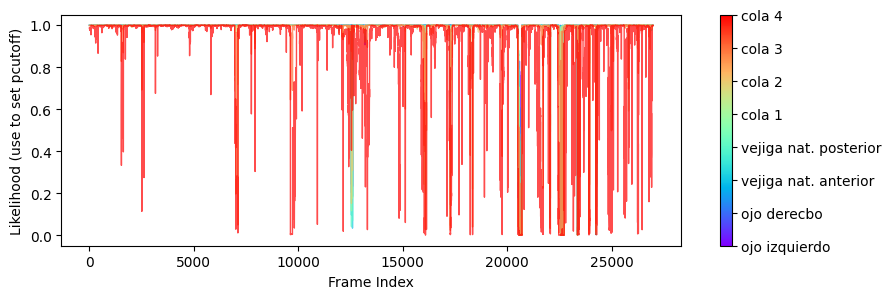 Likelihood (use to set pcutoff)
1.0
0.8
0.6
0.4
0.2
0.0
0
5000
10000
15000
20000
25000
Frame Index
cola 4
cola 3
cola 2
cola 1
vejiga nat. posterior
vejiga nat. anterior
ojo derecbo
ojo izquierdo